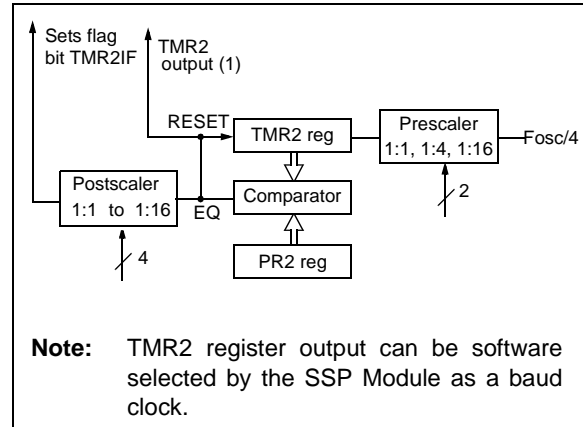 Sets flag
bit TMR2IF
TMR2
output (1)
RESET
TMR2 reg
Prescaler
1:1, 1:4, 1:16
Fosc/4
2
Postscaler
1:1 to 1:16
EQ
Comparator
4
PR2 reg
Note: TMR2 register output can be software
selected by the SSP Module as a baud
clock.